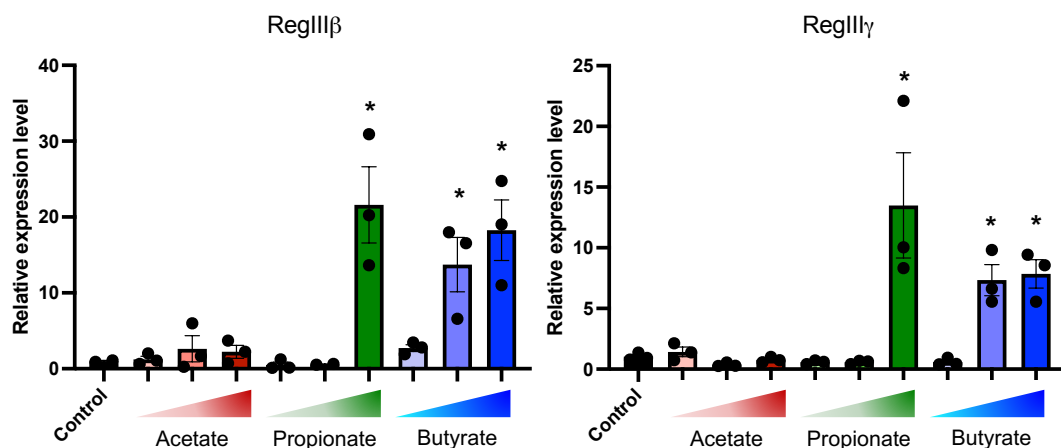 RegIIIβ
Relative expression level
40
30
20
10
0
*
*
*
Control
Acetate
Propionate
Butyrate
RegIIIγ
Relative expression level
25
20
15
10
5
0
*
*
*
Control
Acetate
Propionate
Butyrate